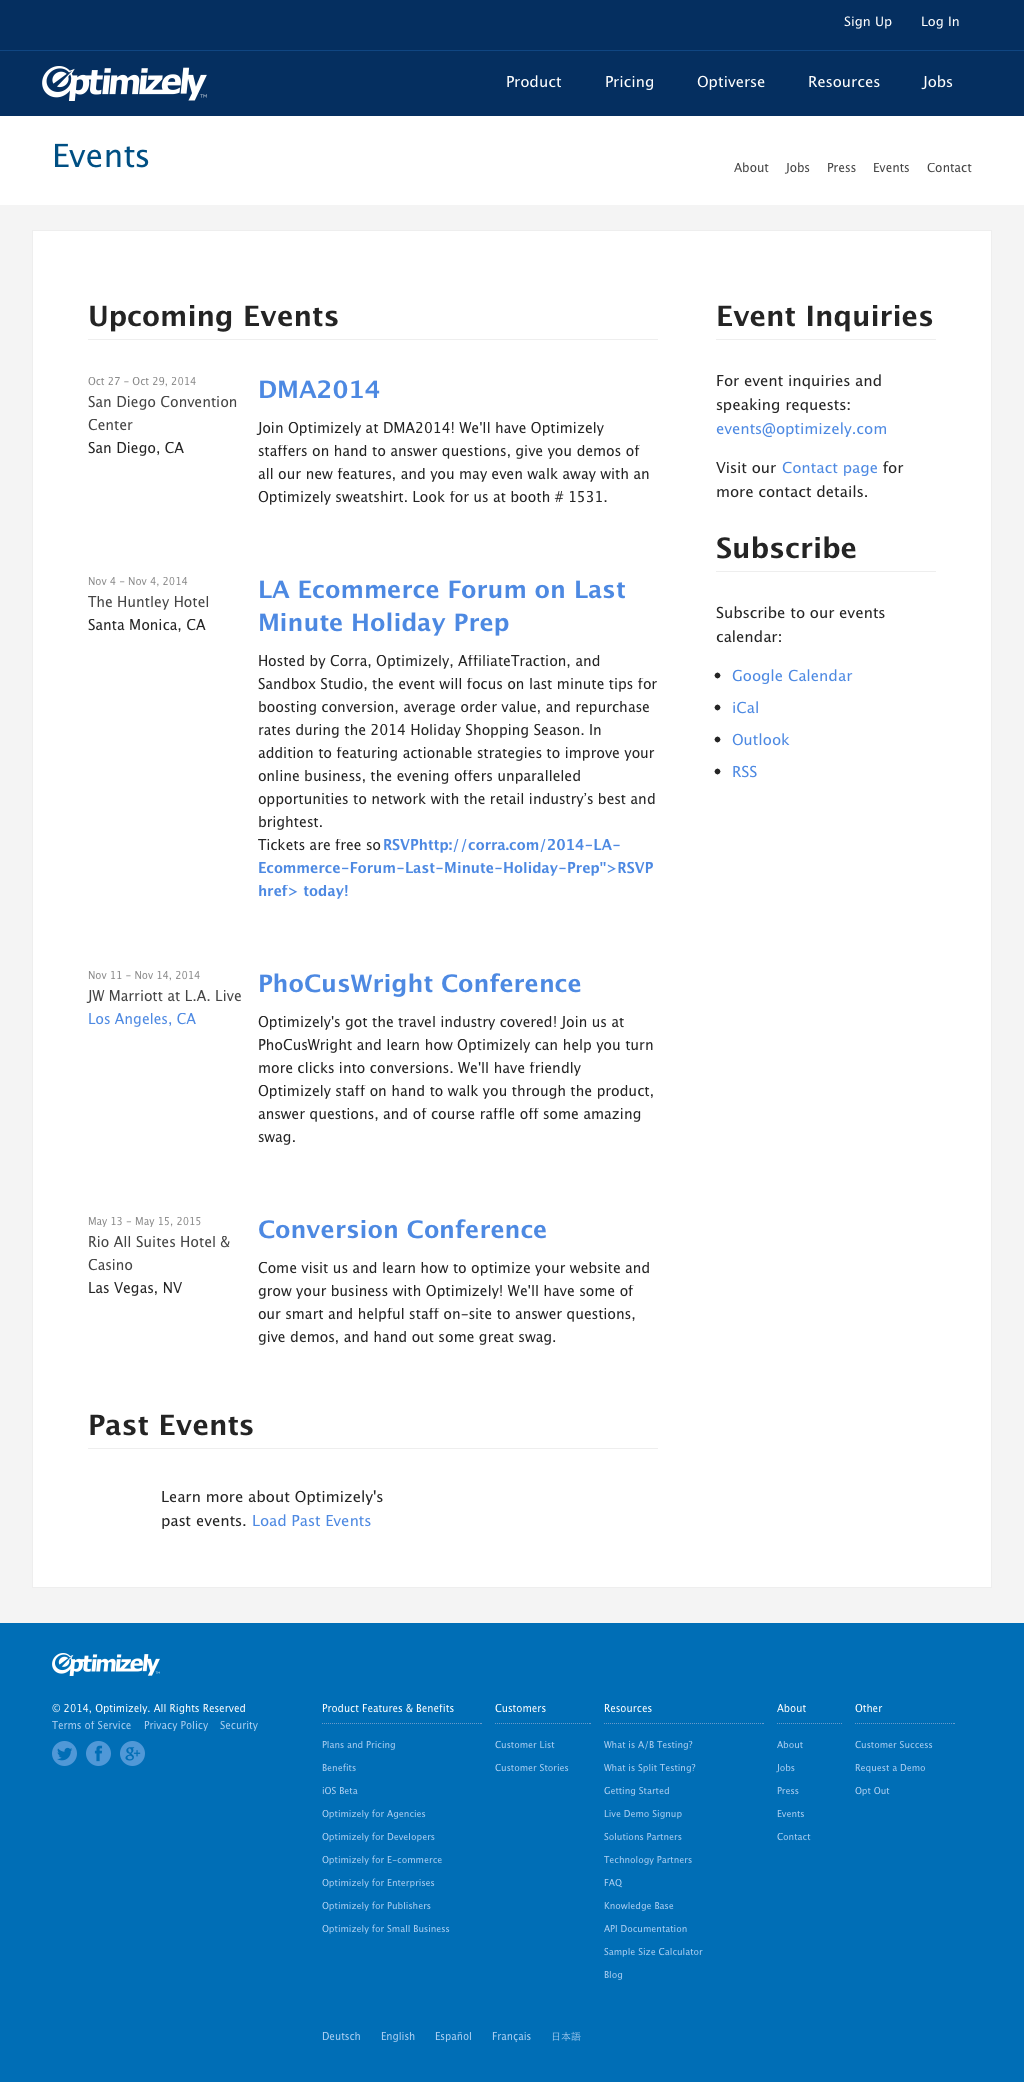 Sign Up Log In
Optimizely™
Product Pricing Optiverse Resources Jobs
Events
About Jobs Press Events Contact
Upcoming Events
Oct 27 – Oct 29, 2014
San Diego Convention
Center
San Diego, CA
DMA2014
Join Optimizely at DMA2014! We'll have Optimizely
staffers on hand to answer questions, give you demos of
all our new features, and you may even walk away with an
Optimizely sweatshirt. Look for us at booth # 1531.
Nov 4 – Nov 4, 2014
The Huntley Hotel
Santa Monica, CA
LA Ecommerce Forum on Last
Minute Holiday Prep
Hosted by Corra, Optimizely, AffiliateTraction, and
Sandbox Studio, the event will focus on last minute tips for
boosting conversion, average order value, and repurchase
rates during the 2014 Holiday Shopping Season. In
addition to featuring actionable strategies to improve your
online business, the evening offers unparalleled
opportunities to network with the retail industry's best and
brightest.
Tickets are free so RSVPhttp://corra.com/2014-LA-
Ecommerce-Forum-Last-Minute-Holiday-Prep">RSVP
href> today!
Nov 11 – Nov 14, 2014
JW Marriott at L.A. Live
Los Angeles, CA
PhoCusWright Conference
Optimizely's got the travel industry covered! Join us at
PhoCusWright and learn how Optimizely can help you turn
more clicks into conversions. We'll have friendly
Optimizely staff on hand to walk you through the product,
answer questions, and of course raffle off some amazing
swag.
May 13 – May 15, 2015
Rio All Suites Hotel &
Casino
Las Vegas, NV
Conversion Conference
Come visit us and learn how to optimize your website and
grow your business with Optimizely! We'll have some of
our smart and helpful staff on-site to answer questions,
give demos, and hand out some great swag.
Past Events
Learn more about Optimizely's
past events. Load Past Events
Event Inquiries
For event inquiries and
speaking requests:
events@optimizely.com
Visit our Contact page for
more contact details.
Subscribe
Subscribe to our events
calendar:
• Google Calendar
• iCal
• Outlook
• RSS
Optimizely
© 2014, Optimizely. All Rights Reserved
Terms of Service Privacy Policy Security
Product Features & Benefits
Plans and Pricing
Benefits
iOS Beta
Optimizely for Agencies
Optimizely for Developers
Optimizely for E-commerce
Optimizely for Enterprises
Optimizely for Publishers
Optimizely for Small Business
Customers
Customer List
Customer Stories
Resources
What is A/B Testing?
What is Split Testing?
Getting Started
Live Demo Signup
Solutions Partners
Technology Partners
FAQ
Knowledge Base
API Documentation
Sample Size Calculator
Blog
About
About
Jobs
Press
Events
Contact
Other
Customer Success
Request a Demo
Opt Out
Deutsch English Español Français 日本語